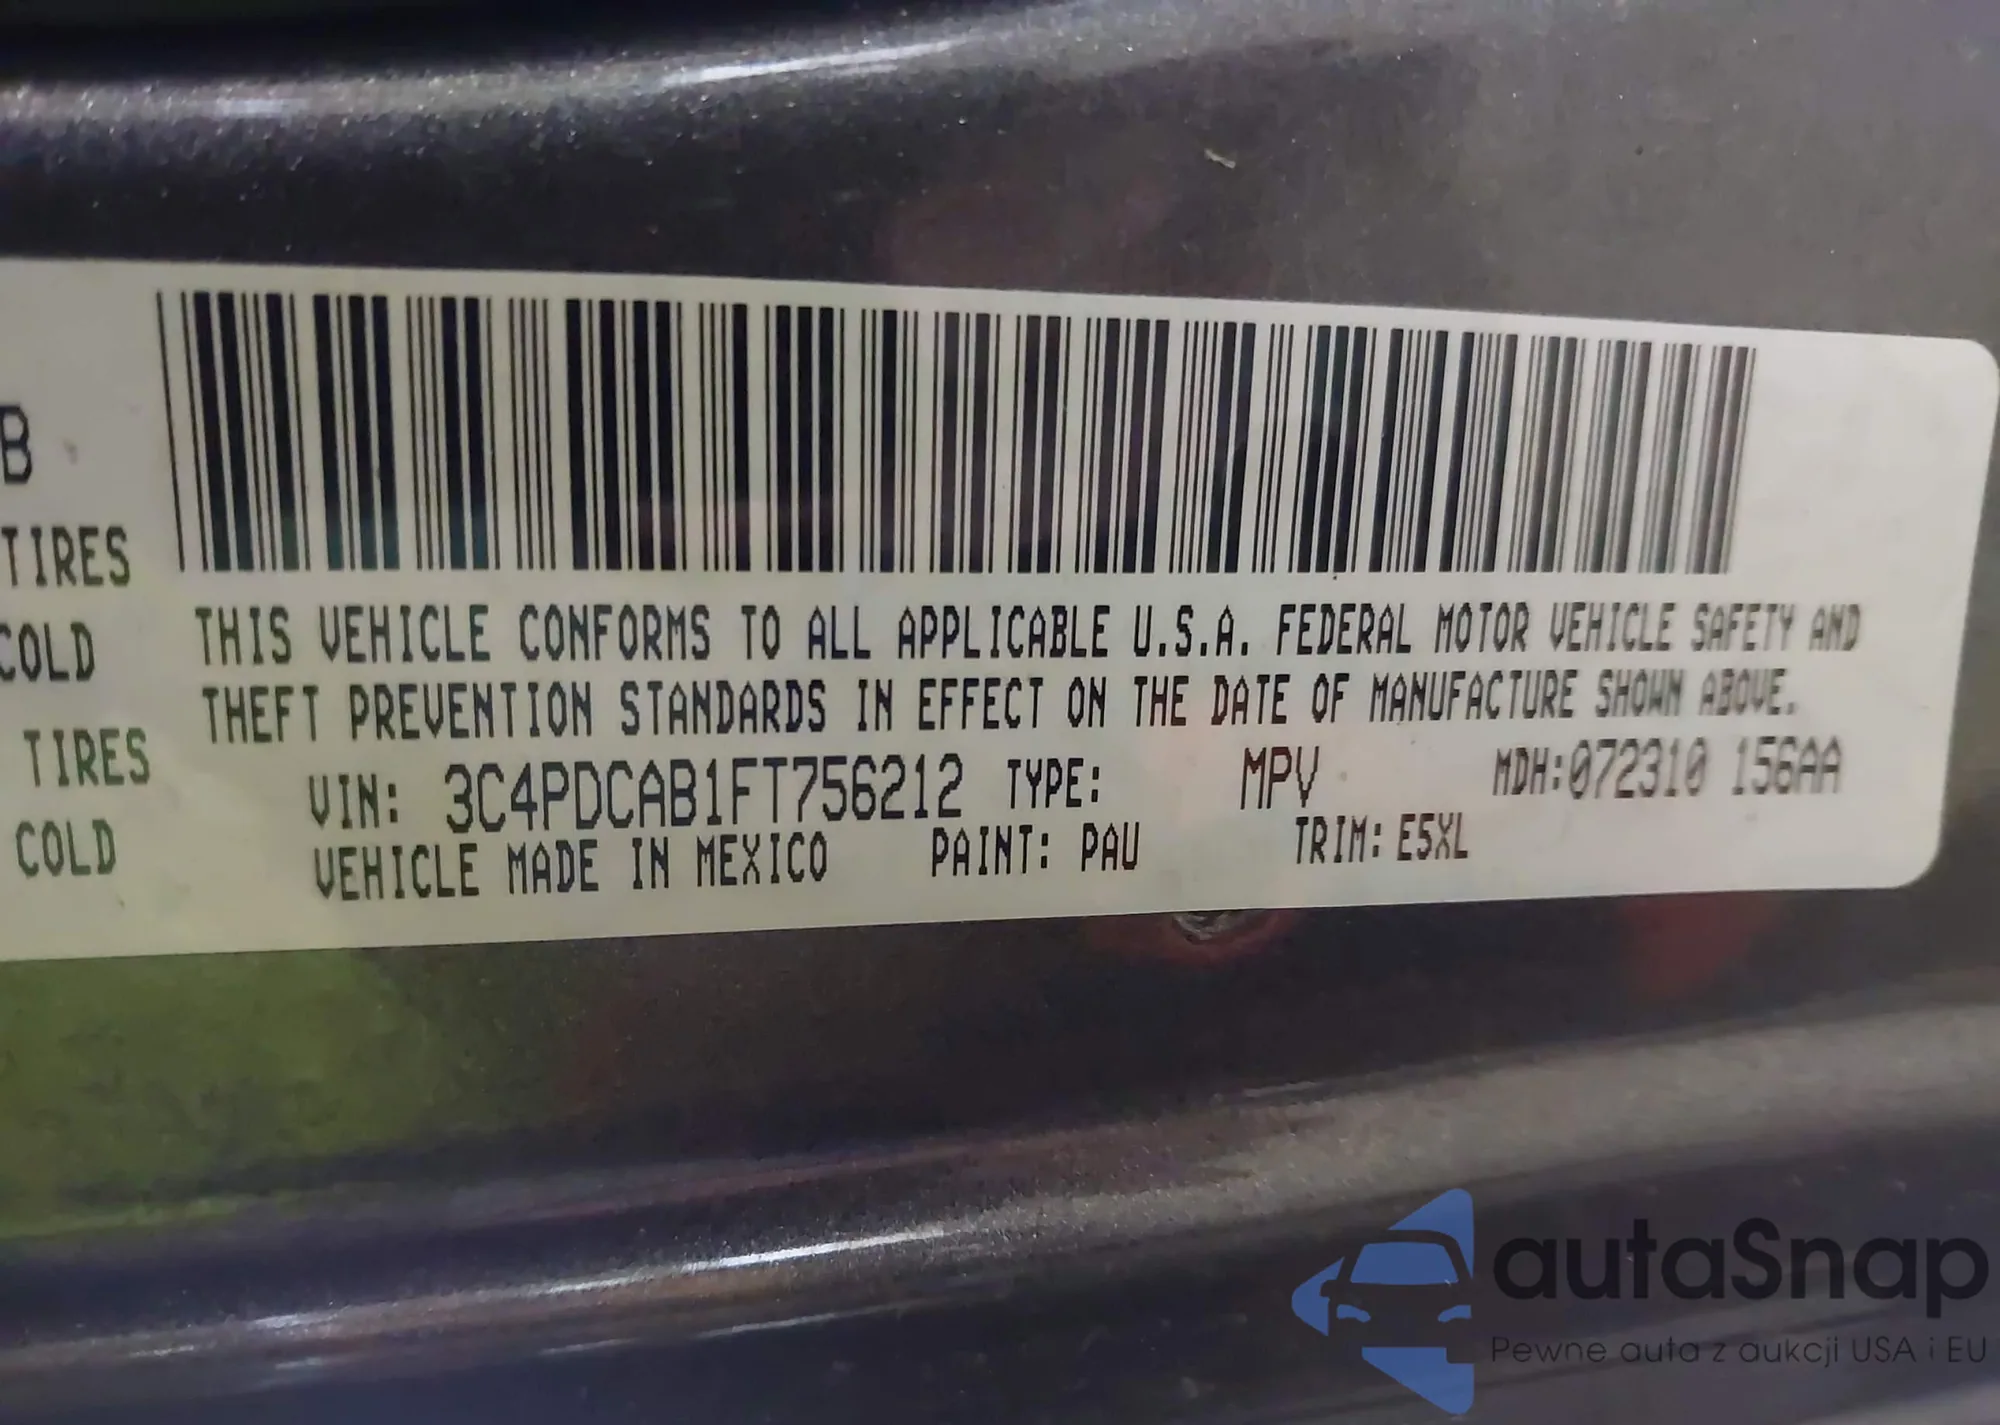 B
TIRES
COLD
TIRES
COLD
THIS VEHICLE CONFORMS TO ALL APPLICABLE U.S.A. FEDERAL MOTOR VEHICLE SAFETY AND
THEFT PREVENTION STANDARDS IN EFFECT ON THE DATE OF MANUFACTURE SHOWN ABOVE.
VIN: 3C4PDCAB1FT756212 TYPE: MPV MDH:072310 156AA
VEHICLE MADE IN MEXICO PAINT: PAU TRIM: E5XL
autaSnap
Pewne auta z aukcji USA i EU